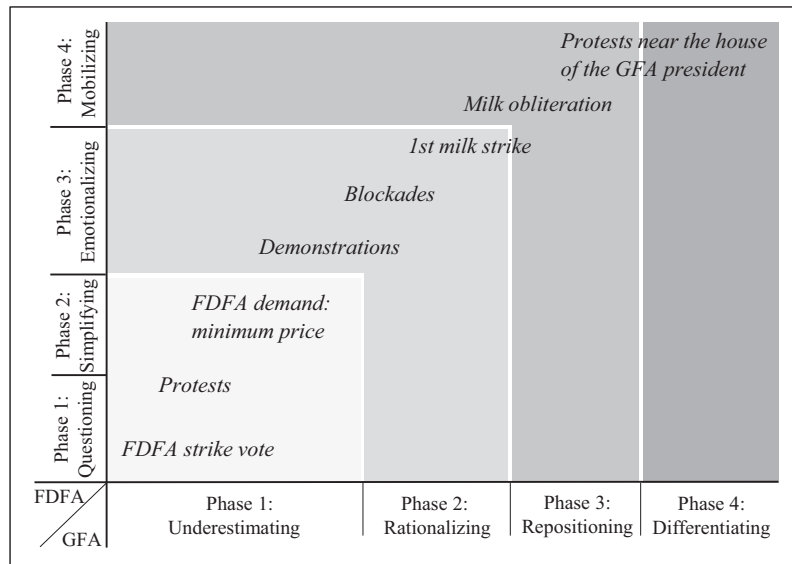 Protests near the house
of the GFA president
Milk obliteration
1st milk strike
Blockades
Demonstrations
FDFA demand:
minimum price
Protests
FDFA strike vote
Phase 4:
Mobilizing
Phase 3:
Emotionalizing
Phase 2:
Simplifying
Phase 1:
Questioning
FDFA
GFA
Phase 1:
Underestimating
Phase 2:
Rationalizing
Phase 3:
Repositioning
Phase 4:
Differentiating